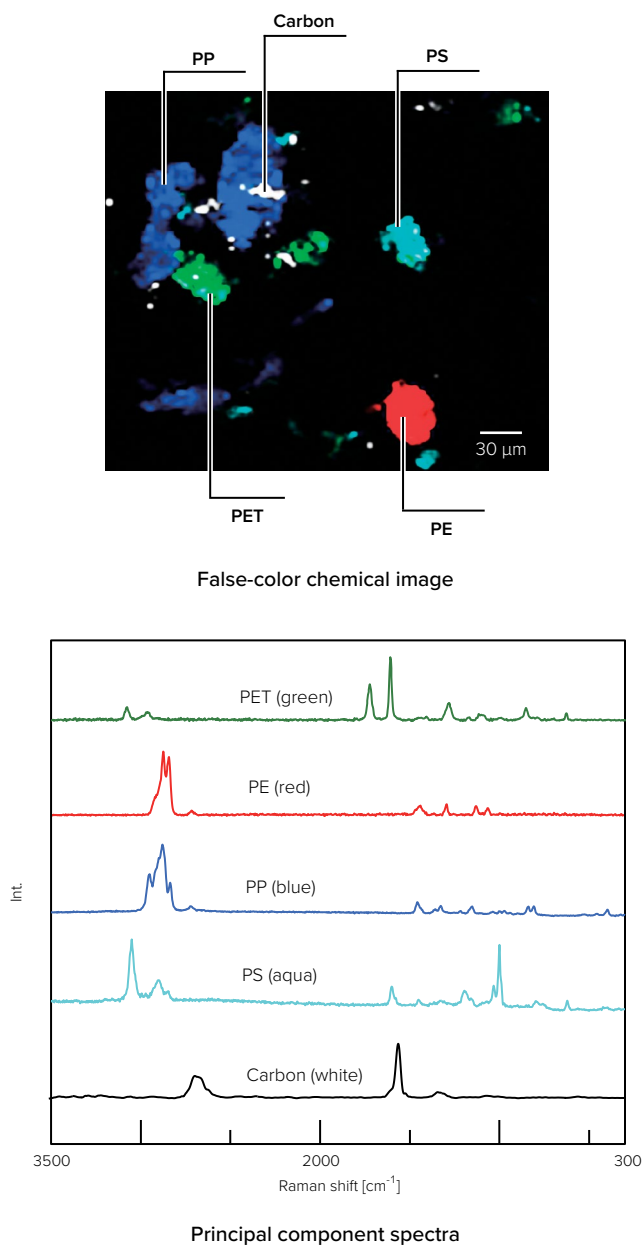 Carbon
PP
PS
30 µm
PET
PE
False-color chemical image
PET (green)
PE (red)
PP (blue)
Int.
PS (aqua)
Carbon (white)
3500
2000
300
Raman shift [cm⁻¹]
Principal component spectra